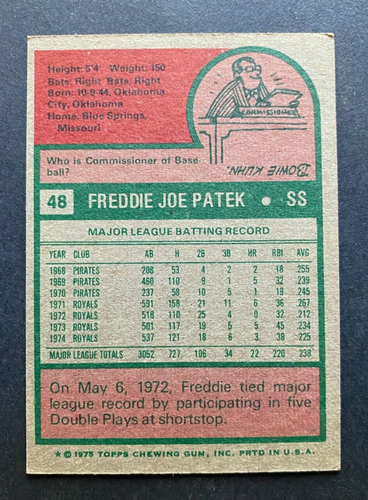 Height: 5'4" Weight: 150
Bats: Right Bats: Right
Born: 10-9-44, Oklahoma
City, Oklahoma
Home: Blue Springs,
Missouri
COMMISSIONER
BOWIE KUHN.
Who is Commissioner of Base
ball?
48 FREDDIE JOE PATEK • SS
MAJOR LEAGUE BATTING RECORD
YEAR CLUB AB H 2B 3B HR RBI AVG
1968 PIRATES 208 53 4 2 2 18 .255
1969 PIRATES 460 110 9 1 5 32 .239
1970 PIRATES 237 58 10 5 1 19 .245
1971 ROYALS 591 158 21 11 6 36 .267
1972 ROYALS 518 110 25 4 0 32 .212
1973 ROYALS 501 117 19 5 5 45 .234
1974 ROYALS 537 121 18 6 3 38 .225
MAJOR LEAGUE TOTALS 3052 727 106 34 22 220 .238
On May 6, 1972, Freddie tied major
league record by participating in five
Double Plays at shortstop.
★ © 1975 TOPPS CHEWING GUM, INC. PRTD IN U.S.A.